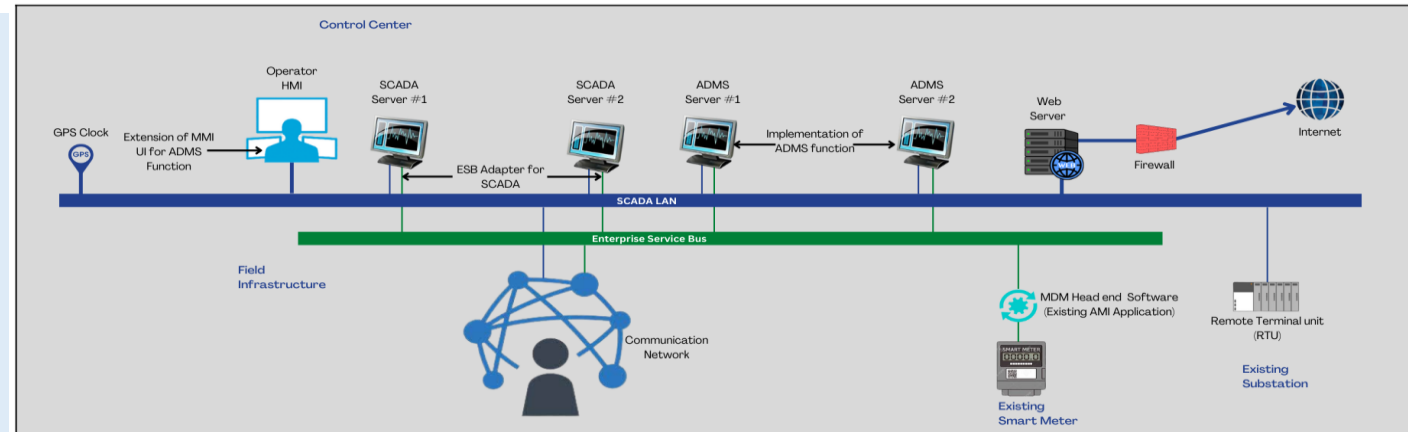 Control Center
Operator
HMI
SCADA
Server #1
SCADA
Server #2
ADMS
Server #1
ADMS
Server #2
Web
Server
GPS Clock
GPS
Extension of MMI
UI for ADMS
Function
ESB Adapter for
SCADA
Implementation of
ADMS function
WEB
Firewall
Internet
SCADA LAN
Enterprise Service Bus
Field
Infrastructure
Communication
Network
MDM Head end Software
(Existing AMI Application)
SMART METER
0000.0
Existing
Smart Meter
Remote Terminal unit
(RTU)
Existing
Substation